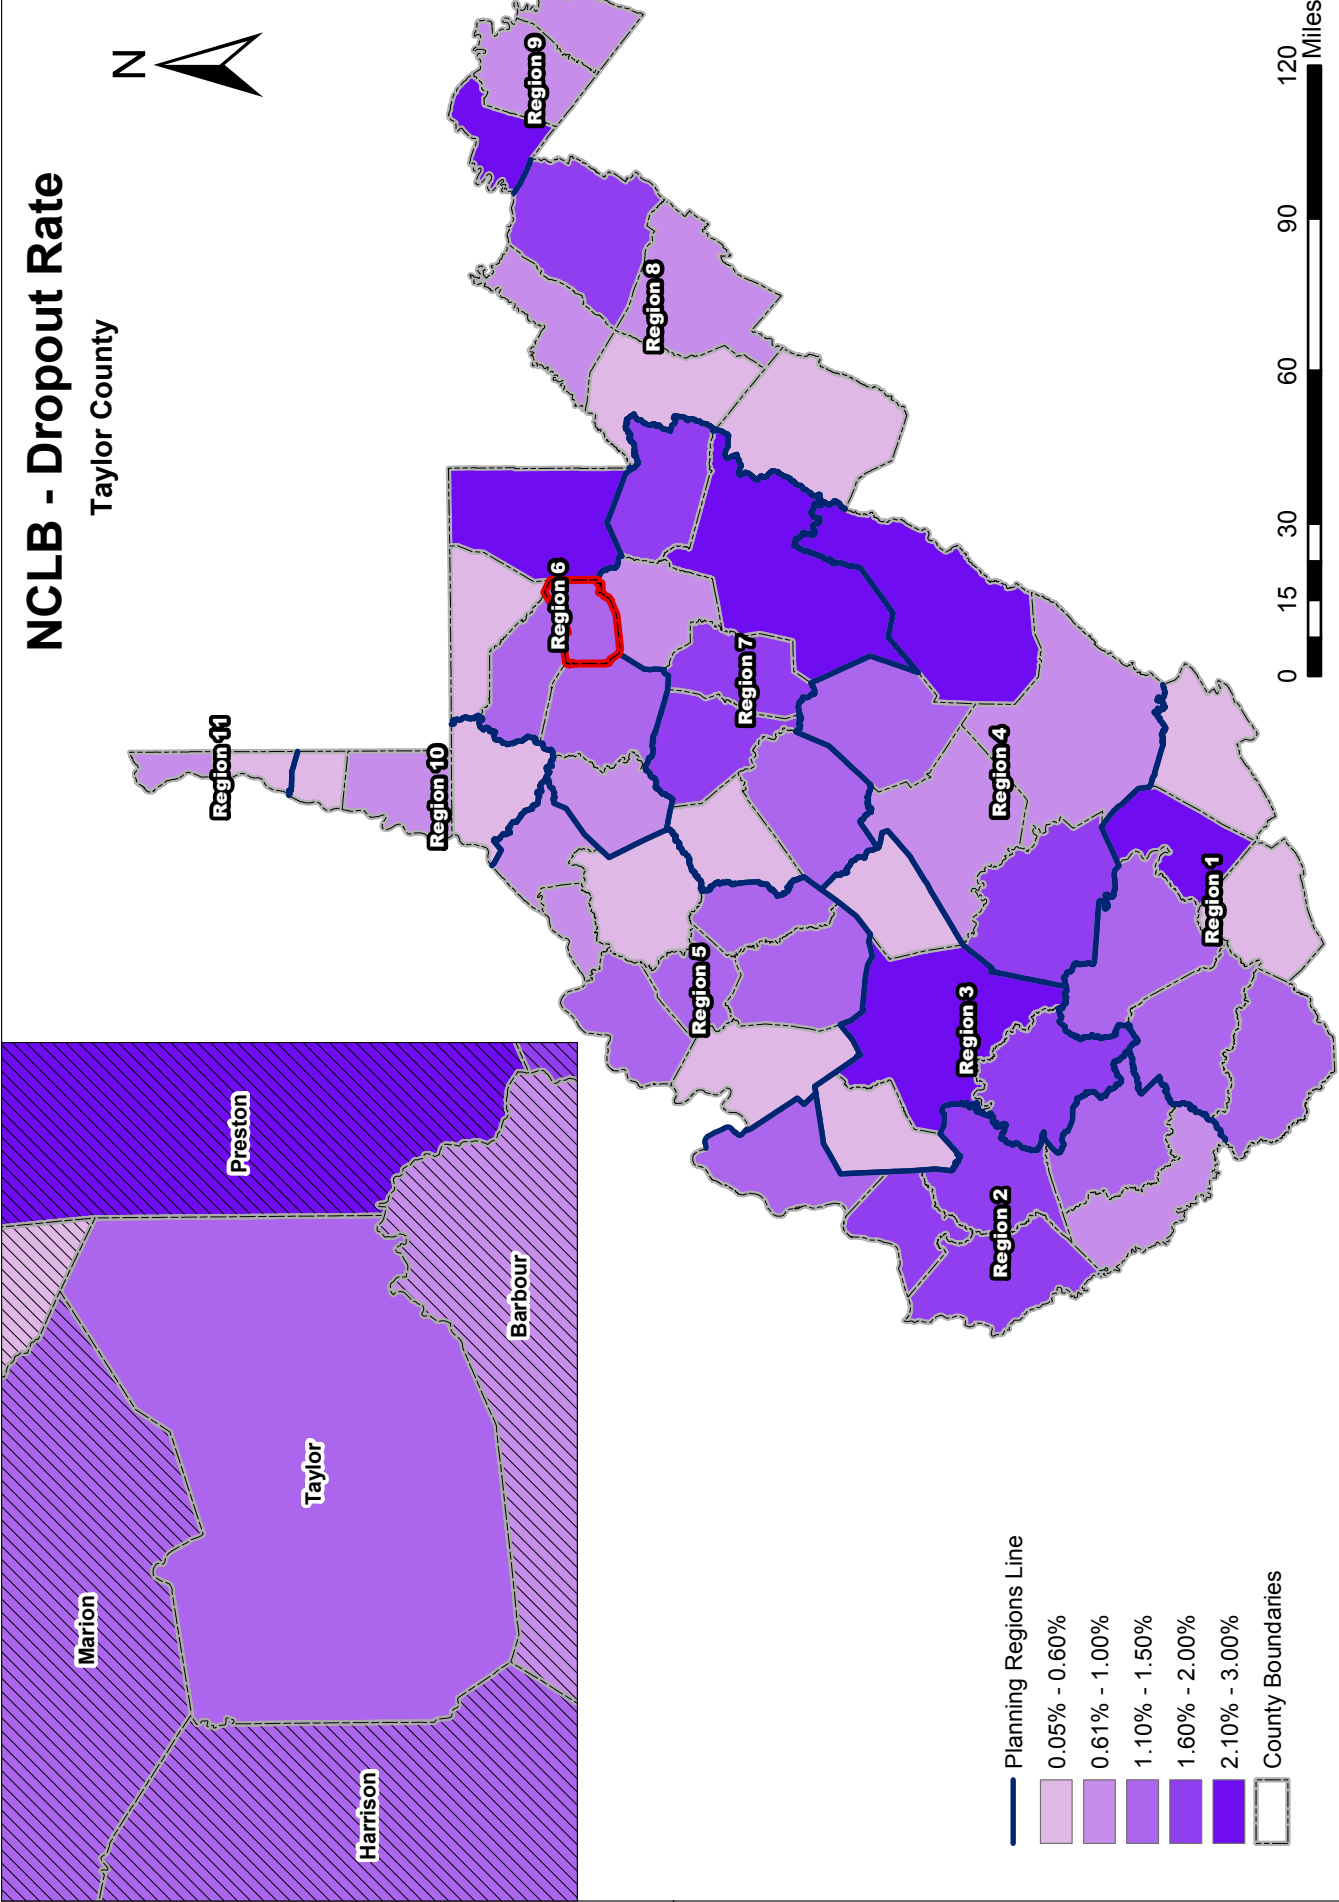 NCLB - Dropout Rate
Taylor County
N
Marion
Preston
Taylor
Harrison
Barbour
Region 11
Region 10
Region 9
Region 6
Region 8
Region 5
Region 7
Region 3
Region 4
Region 2
Region 1
Planning Regions Line
0.05% - 0.60%
0.61% - 1.00%
1.10% - 1.50%
1.60% - 2.00%
2.10% - 3.00%
County Boundaries
0 15 30 60 90 120
Miles